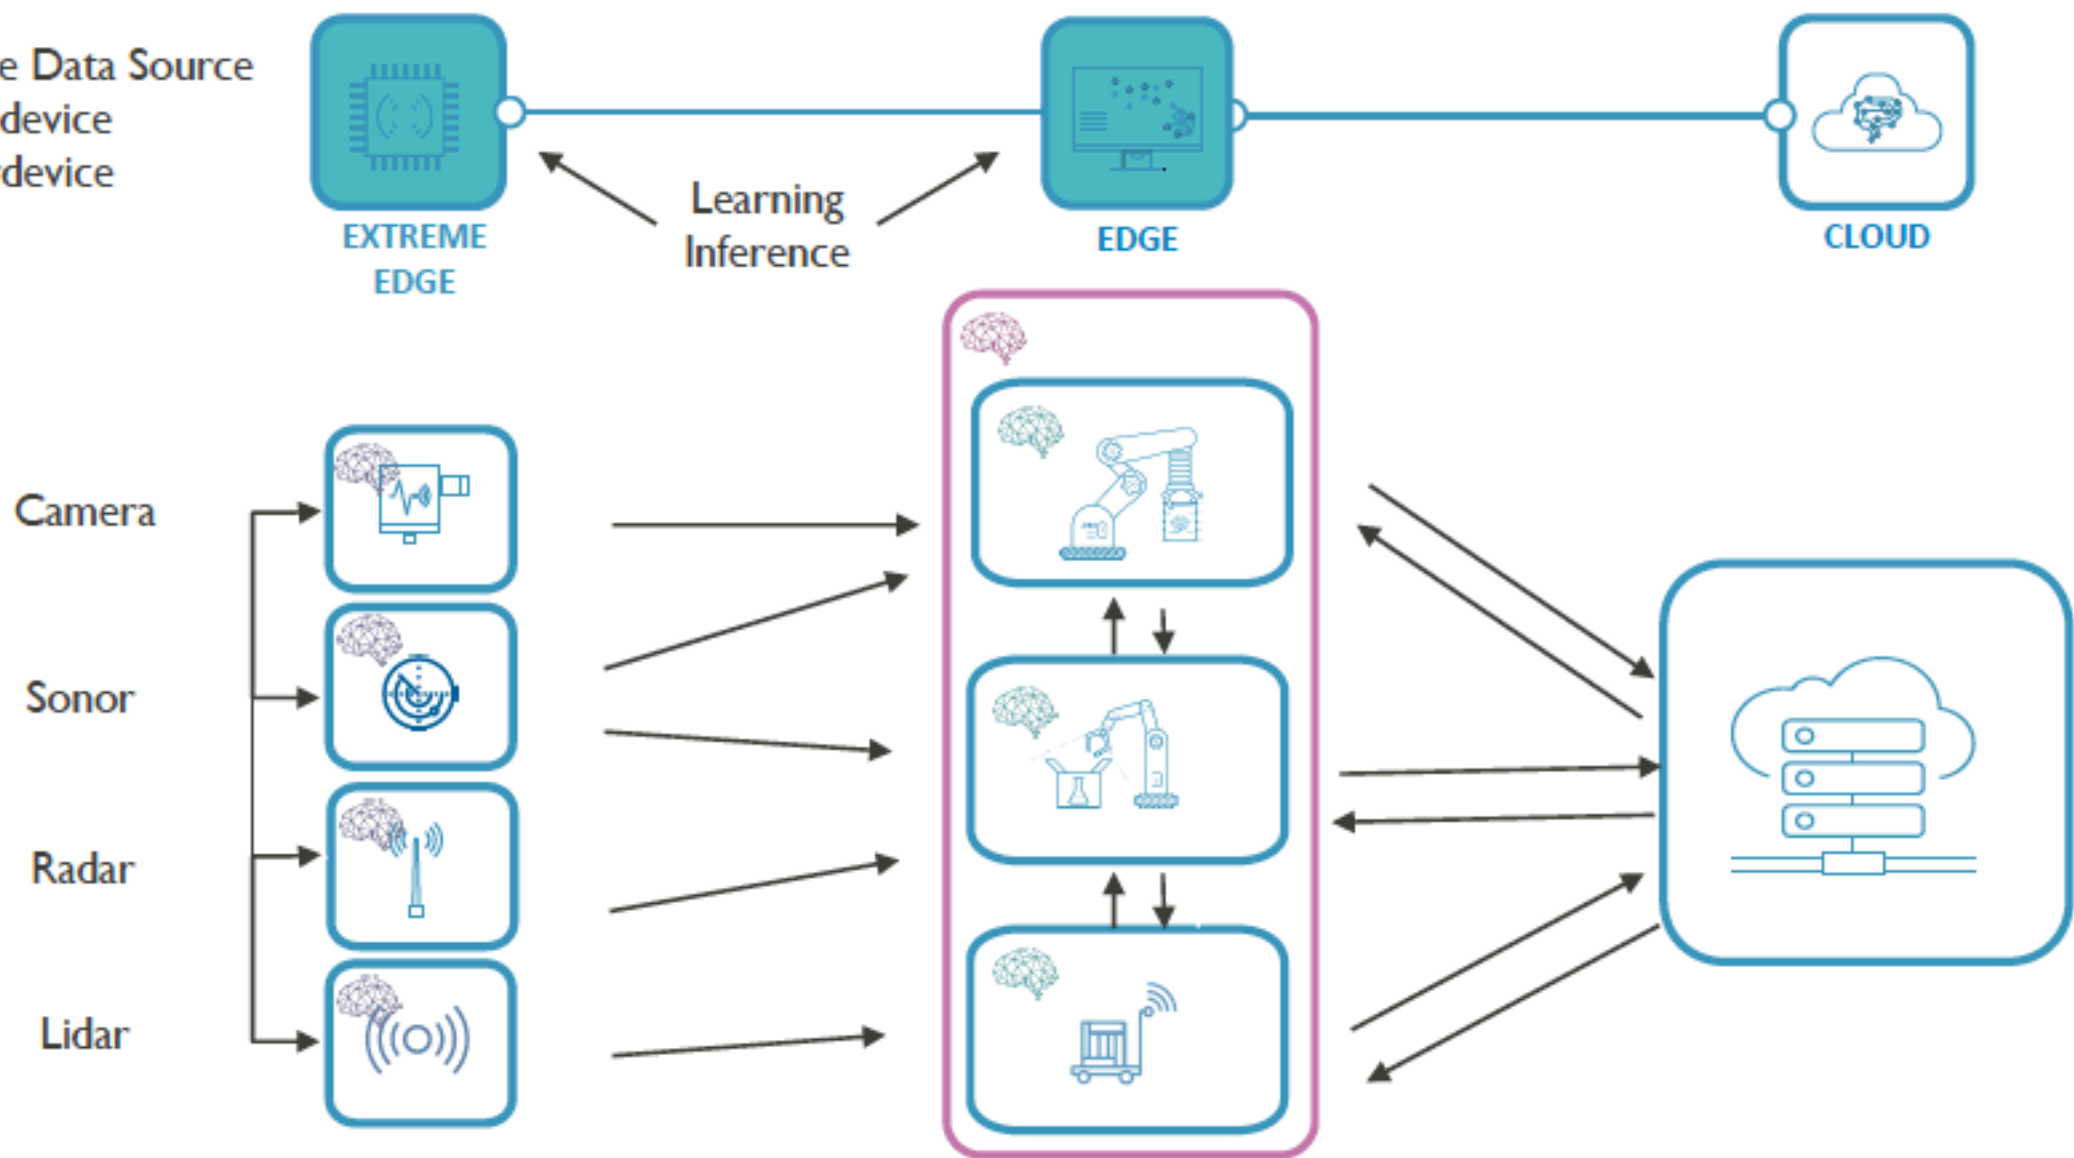 e Data Source
device
device
EXTREME
EDGE
Learning
Inference
EDGE
CLOUD
Camera
Sonor
Radar
Lidar